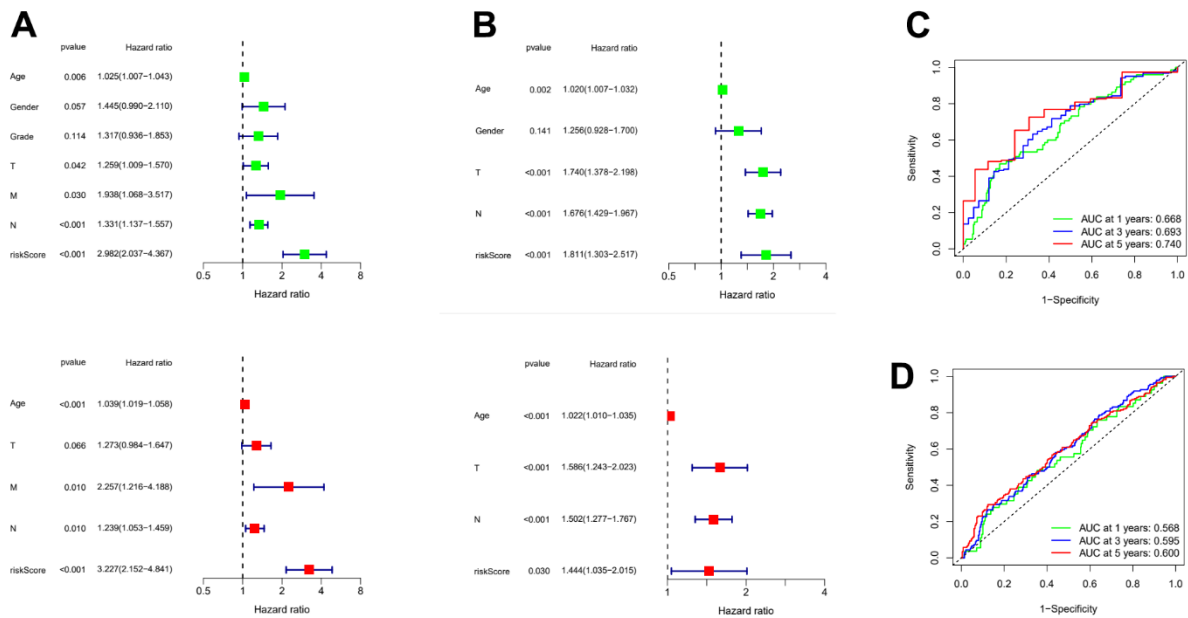 A
pvalue Hazard ratio
Age 0.006 1.025(1.007−1.043)
Gender 0.057 1.445(0.990−2.110)
Grade 0.114 1.317(0.936−1.853)
T 0.042 1.259(1.009−1.570)
M 0.030 1.938(1.068−3.517)
N <0.001 1.331(1.137−1.557)
riskScore <0.001 2.982(2.037−4.367)
0.5 1 2 4 8
Hazard ratio
pvalue Hazard ratio
Age <0.001 1.039(1.019−1.058)
T 0.066 1.273(0.984−1.647)
M 0.010 2.257(1.216−4.188)
N 0.010 1.239(1.053−1.459)
riskScore <0.001 3.227(2.152−4.841)
0.5 1 2 4 8
Hazard ratio
B
pvalue Hazard ratio
Age 0.002 1.020(1.007−1.032)
Gender 0.141 1.256(0.928−1.700)
T <0.001 1.740(1.378−2.198)
N <0.001 1.676(1.429−1.967)
riskScore <0.001 1.811(1.303−2.517)
0.5 1 2 4
Hazard ratio
pvalue Hazard ratio
Age <0.001 1.022(1.010−1.035)
T <0.001 1.586(1.243−2.023)
N <0.001 1.502(1.277−1.767)
riskScore 0.030 1.444(1.035−2.015)
1 2 4
Hazard ratio
C
Sensitivity
1.0
0.8
0.6
0.4
0.2
0.0
AUC at 1 years: 0.668
AUC at 3 years: 0.693
AUC at 5 years: 0.740
0.0 0.2 0.4 0.6 0.8 1.0
1−Specificity
D
Sensitivity
1.0
0.8
0.6
0.4
0.2
0.0
AUC at 1 years: 0.568
AUC at 3 years: 0.595
AUC at 5 years: 0.600
0.0 0.2 0.4 0.6 0.8 1.0
1−Specificity